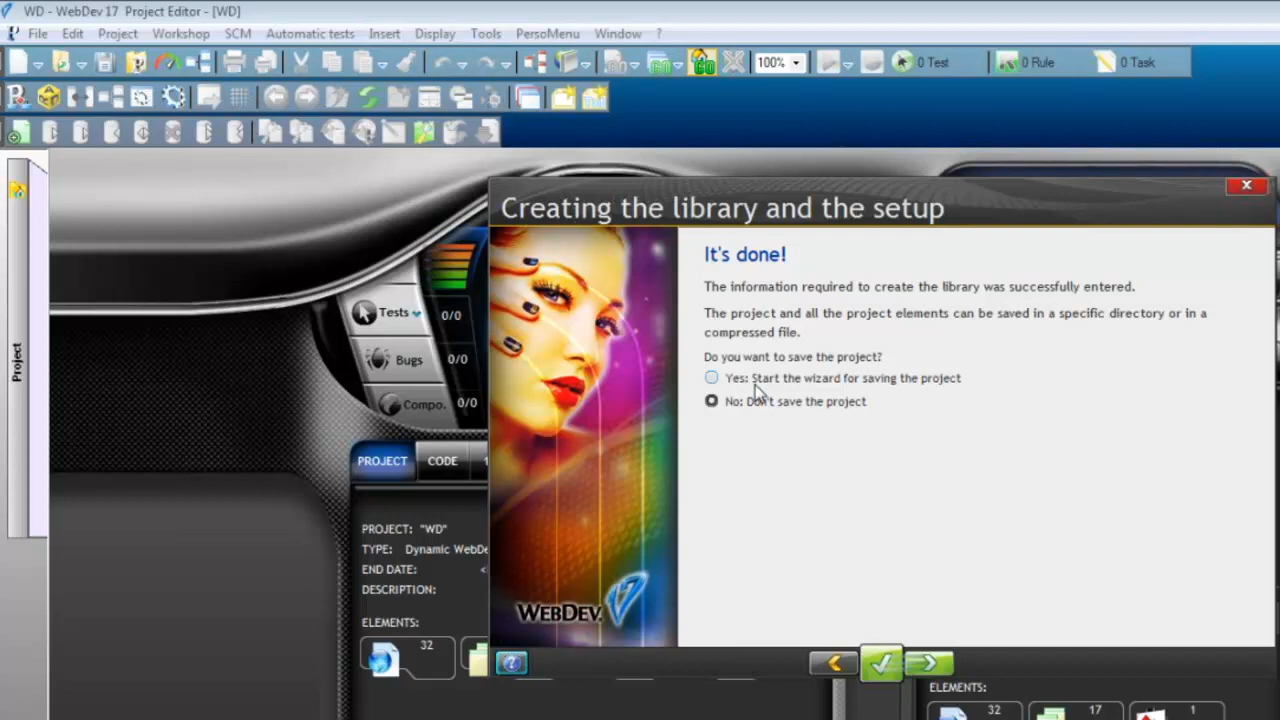 WD - WebDev 17 Project Editor - [WD]
File Edit Project Workshop SCM Automatic tests Insert Display Tools PersoMenu Window ?
GO 100% 0 Test 0 Rule 0 Task
Creating the library and the setup
It's done!
The information required to create the library was successfully entered.
The project and all the project elements can be saved in a specific directory or in a
compressed file.
Do you want to save the project?
Yes: Start the wizard for saving the project
No: Don't save the project
Project
Tests 0/0
Bugs 0/0
Compo. 0/0
PROJECT CODE
PROJECT: "WD"
TYPE: Dynamic WebDe
END DATE: <
DESCRIPTION:
ELEMENTS:
32
WEBDEV. 17
ELEMENTS:
32 17 1